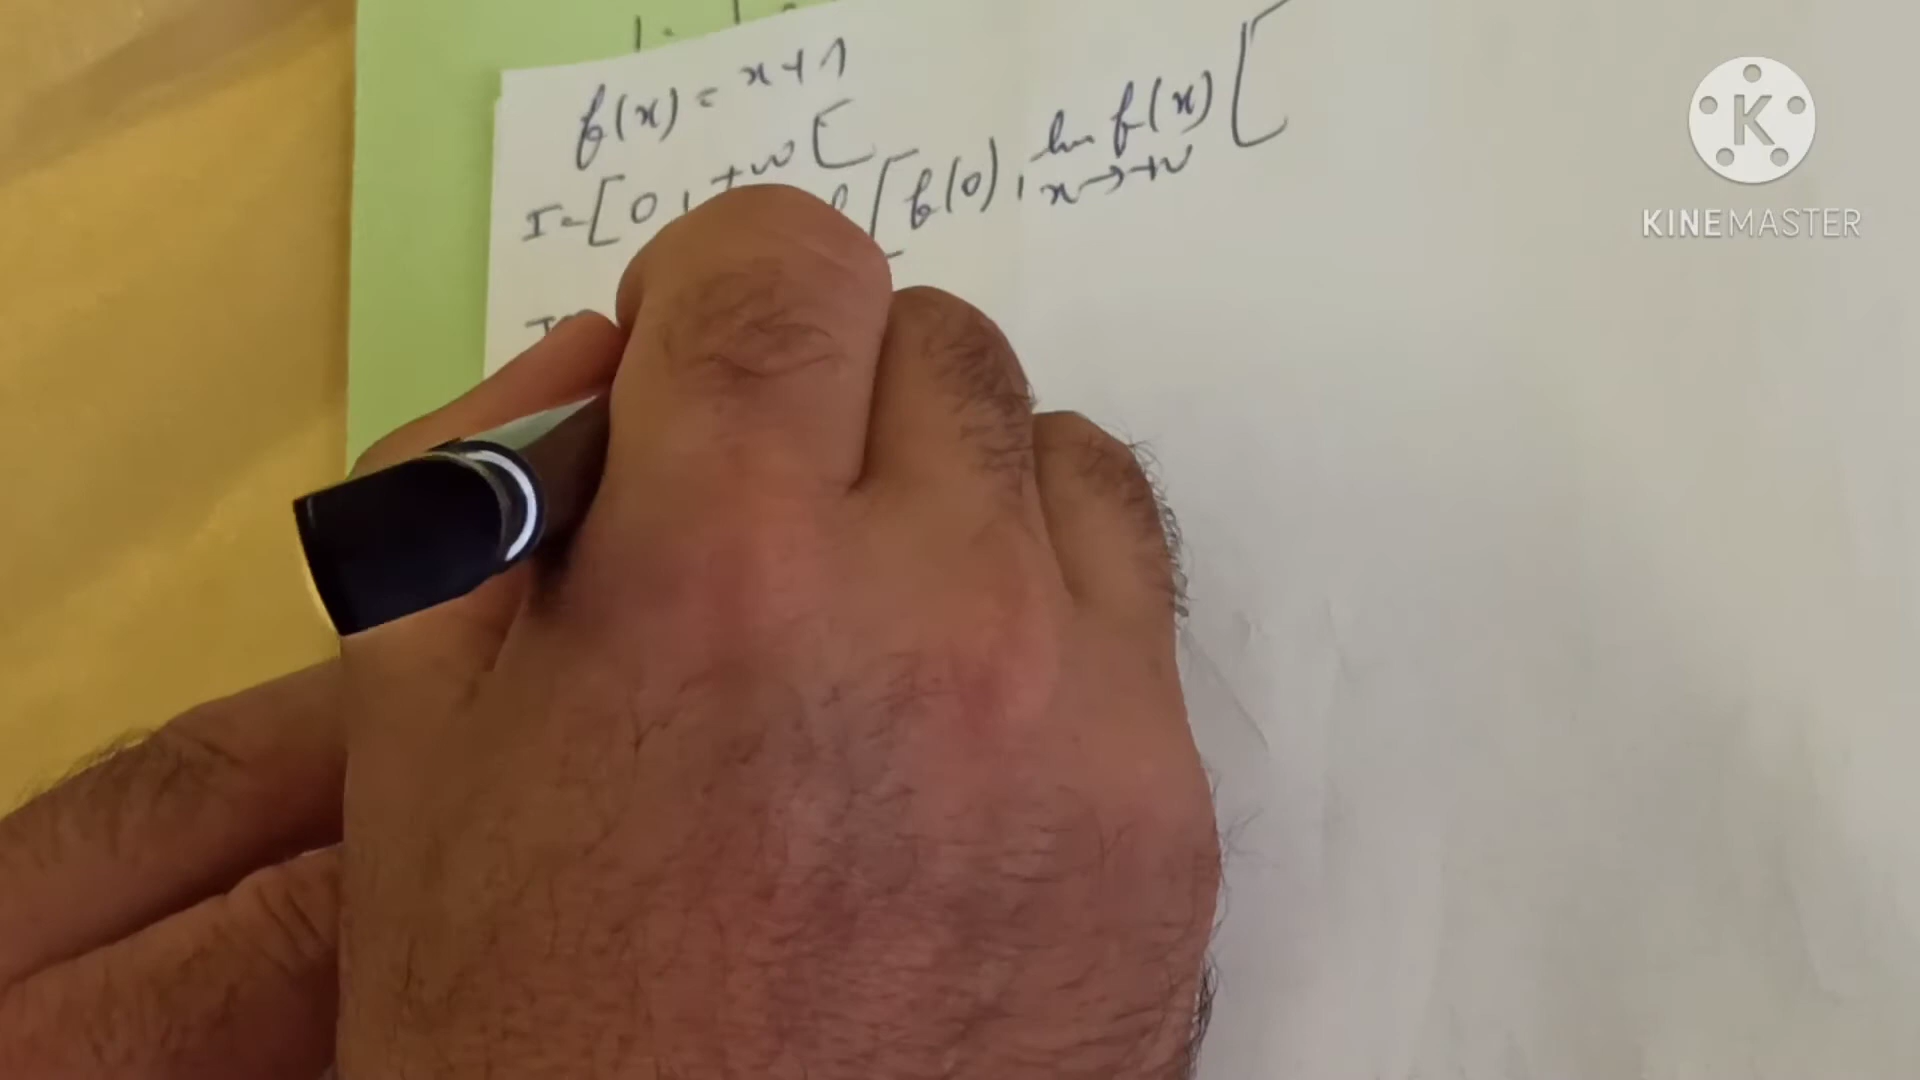 f(x) = x+1
I = [0, +∞[ [f(0), lim f(x) [
x→+∞
KINEMASTER